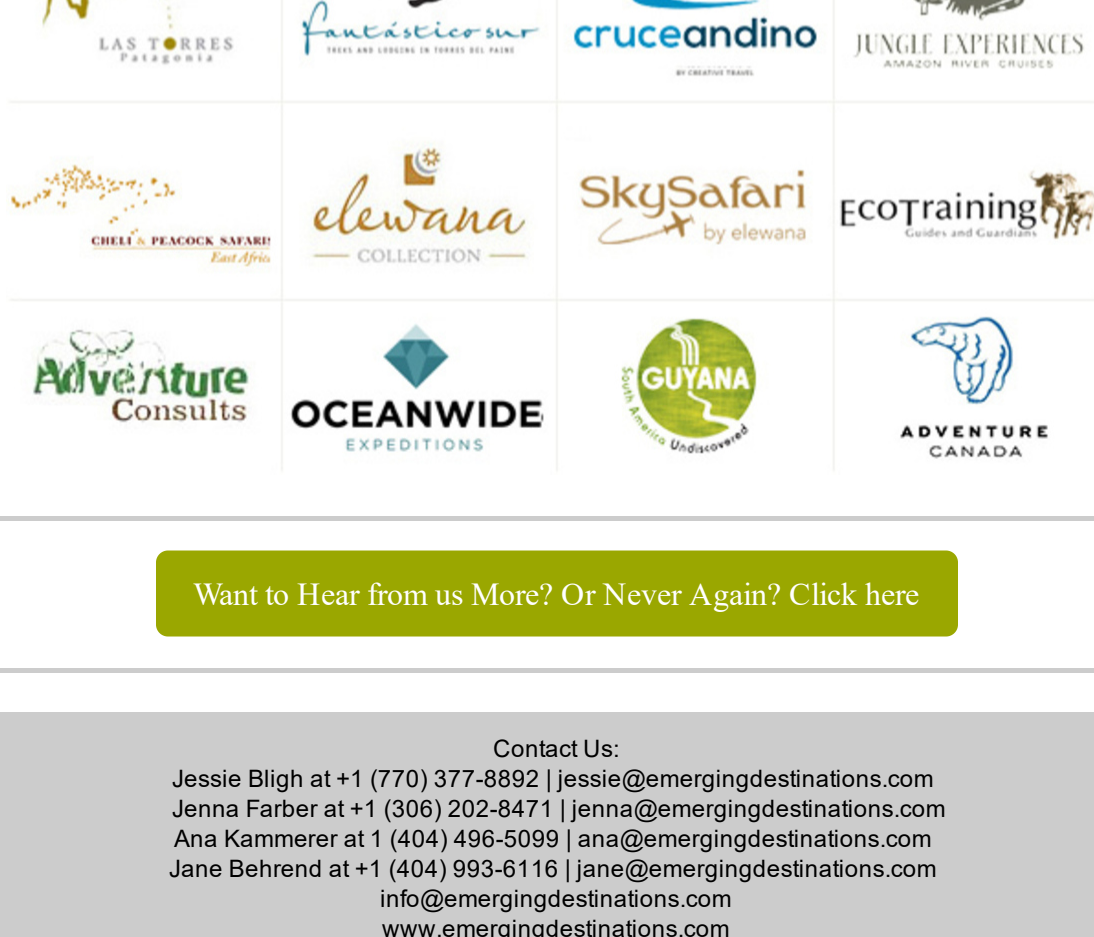 LAS TORRES
Patagonia
fantástico sur
TREKS AND LODGING IN TORRES DEL PAINE
cruceandino
BY CREATIVE TRAVEL
JUNGLE EXPERIENCES
AMAZON RIVER CRUISES
CHELI & PEACOCK SAFARIS
East Africa
elewana
COLLECTION
SkySafari
by elewana
EcoTraining
Guides and Guardians
Adventure
Consults
OCEANWIDE
EXPEDITIONS
GUYANA
South America Undiscovered
ADVENTURE
CANADA
Want to Hear from us More? Or Never Again? Click here
Contact Us:
Jessie Bligh at +1 (770) 377-8892 | jessie@emergingdestinations.com
Jenna Farber at +1 (306) 202-8471 | jenna@emergingdestinations.com
Ana Kammerer at 1 (404) 496-5099 | ana@emergingdestinations.com
Jane Behrend at +1 (404) 993-6116 | jane@emergingdestinations.com
info@emergingdestinations.com
www.emergingdestinations.com